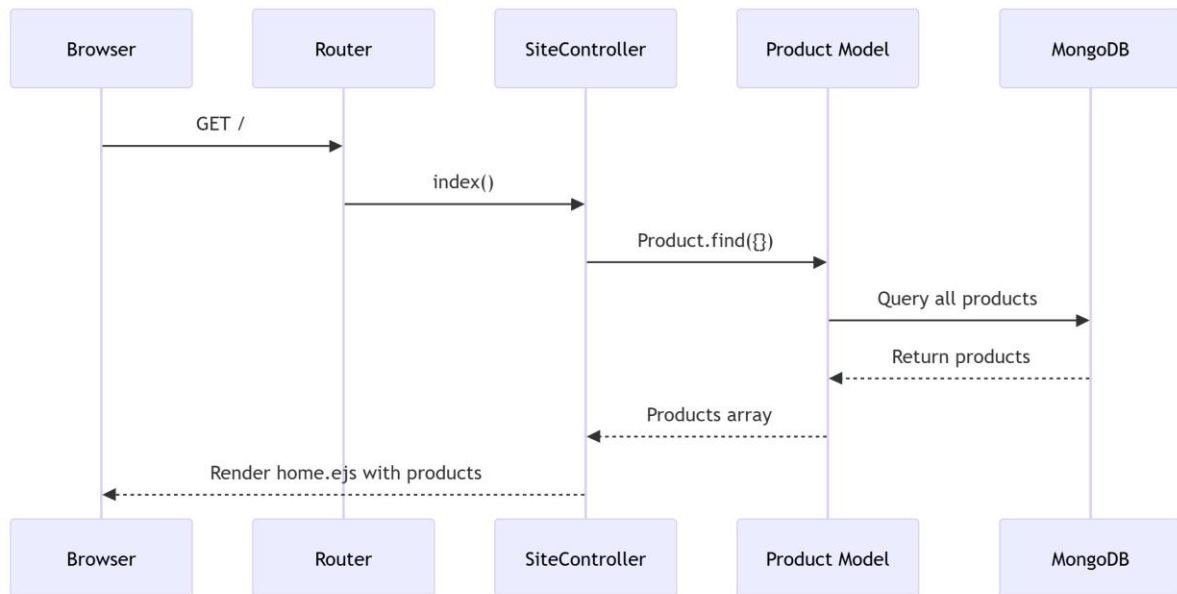 Browser
Router
SiteController
Product Model
MongoDB
GET /
index()
Product.find({})
Query all products
Return products
Products array
Render home.ejs with products
Browser
Router
SiteController
Product Model
MongoDB